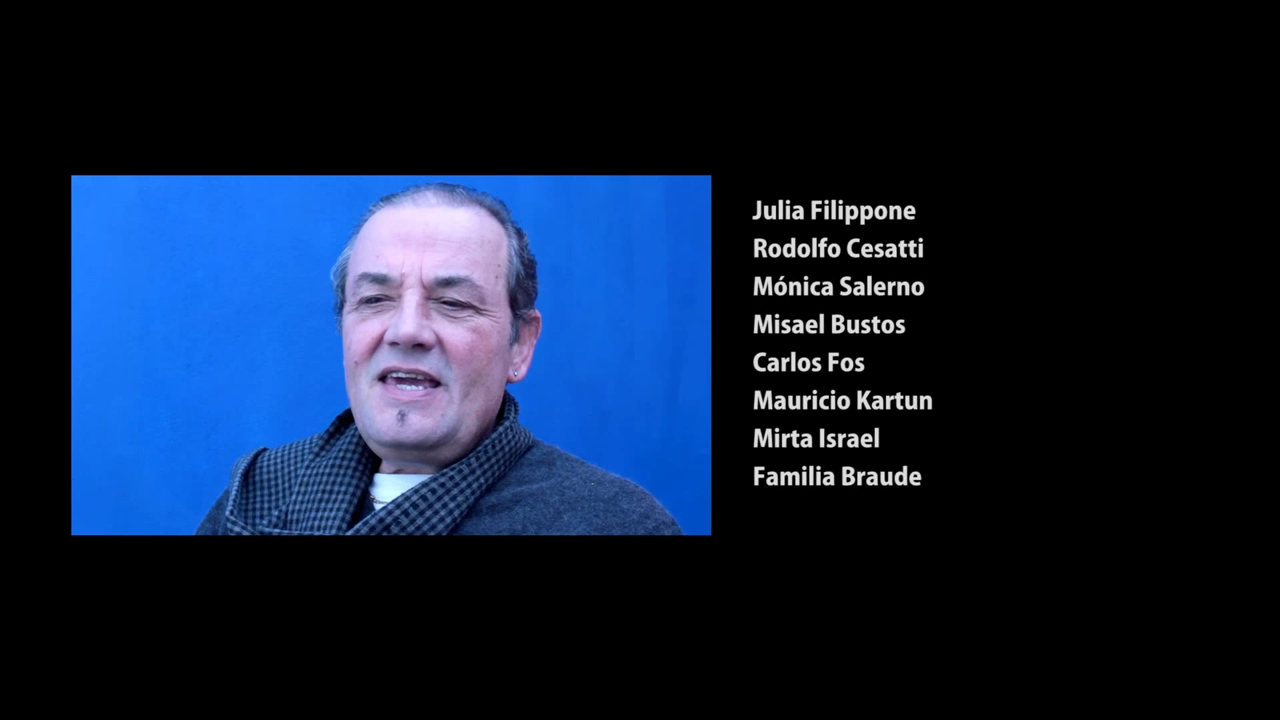 Julia Filippone
Rodolfo Cesatti
Mónica Salerno
Misael Bustos
Carlos Fos
Mauricio Kartun
Mirta Israel
Familia Braude